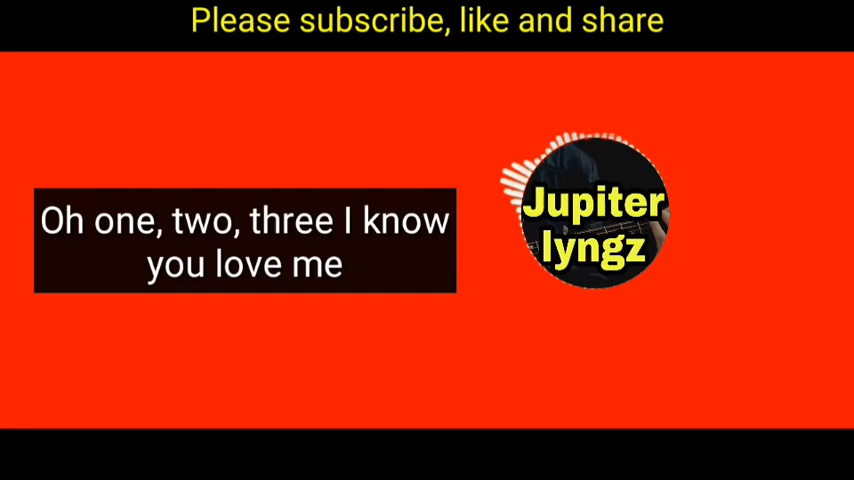 Please subscribe, like and share
Oh one, two, three I know
you love me
Jupiter
lyngz